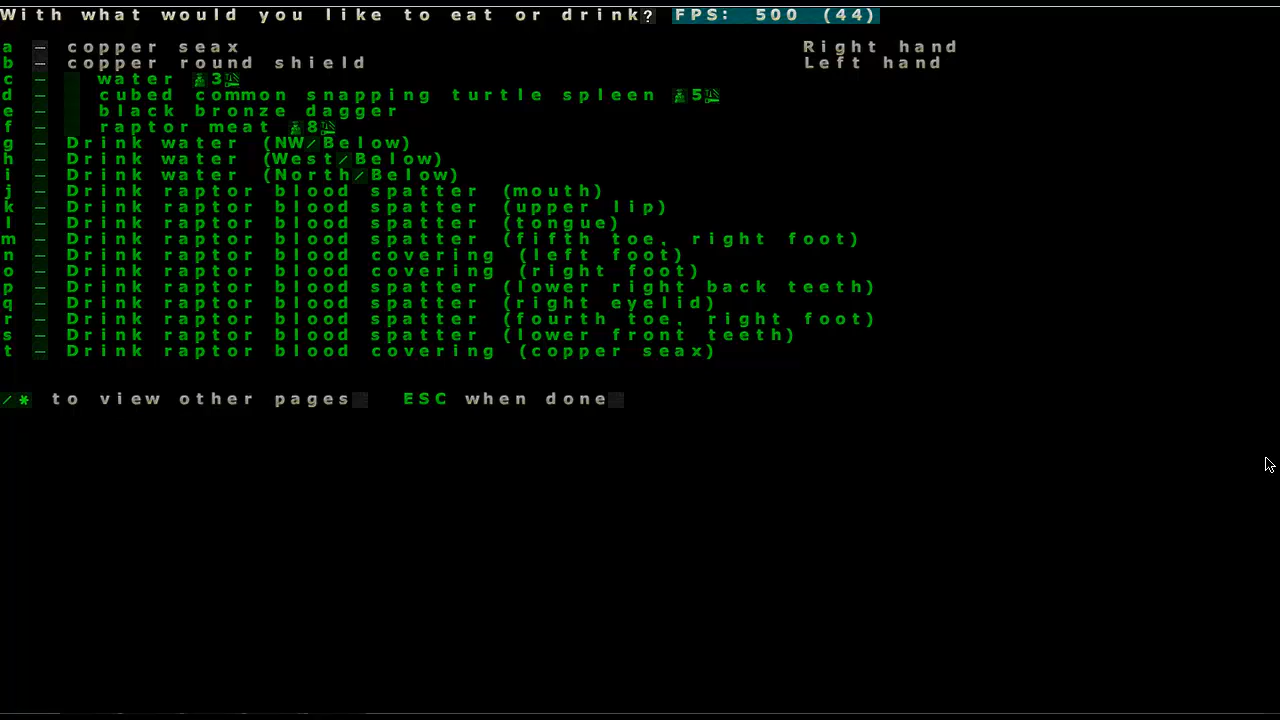 With what would you like to eat or drink? FPS: 500 (44)
a - copper seax Right hand
b - copper round shield Left hand
c - water [3]
d - cubed common snapping turtle spleen [5]
e - black bronze dagger
f - raptor meat [8]
g - Drink water (NW/Below)
h - Drink water (West/Below)
i - Drink water (North/Below)
j - Drink raptor blood spatter (mouth)
k - Drink raptor blood spatter (upper lip)
l - Drink raptor blood spatter (tongue)
m - Drink raptor blood spatter (fifth toe, right foot)
n - Drink raptor blood covering (left foot)
o - Drink raptor blood covering (right foot)
p - Drink raptor blood spatter (lower right back teeth)
q - Drink raptor blood spatter (right eyelid)
r - Drink raptor blood spatter (fourth toe, right foot)
s - Drink raptor blood spatter (lower front teeth)
t - Drink raptor blood covering (copper seax)
/* to view other pages. ESC when done.